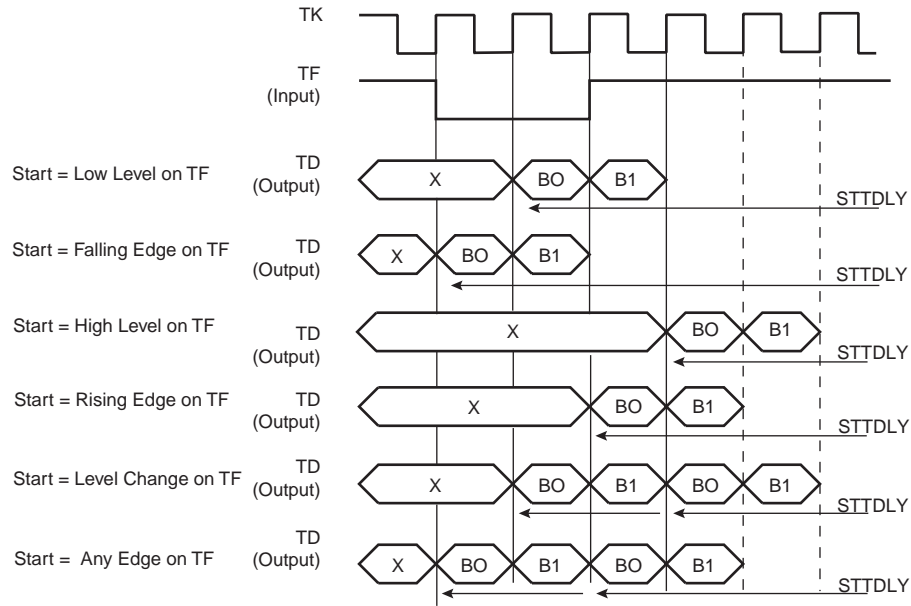 TK
TF
(Input)
Start = Low Level on TF
TD
(Output)
X
BO
B1
STTDLY
Start = Falling Edge on TF
TD
(Output)
X
BO
B1
STTDLY
Start = High Level on TF
TD
(Output)
X
BO
B1
STTDLY
Start = Rising Edge on TF
TD
(Output)
X
BO
B1
STTDLY
Start = Level Change on TF
TD
(Output)
X
BO
B1
BO
B1
STTDLY
Start = Any Edge on TF
TD
(Output)
X
BO
B1
BO
B1
STTDLY